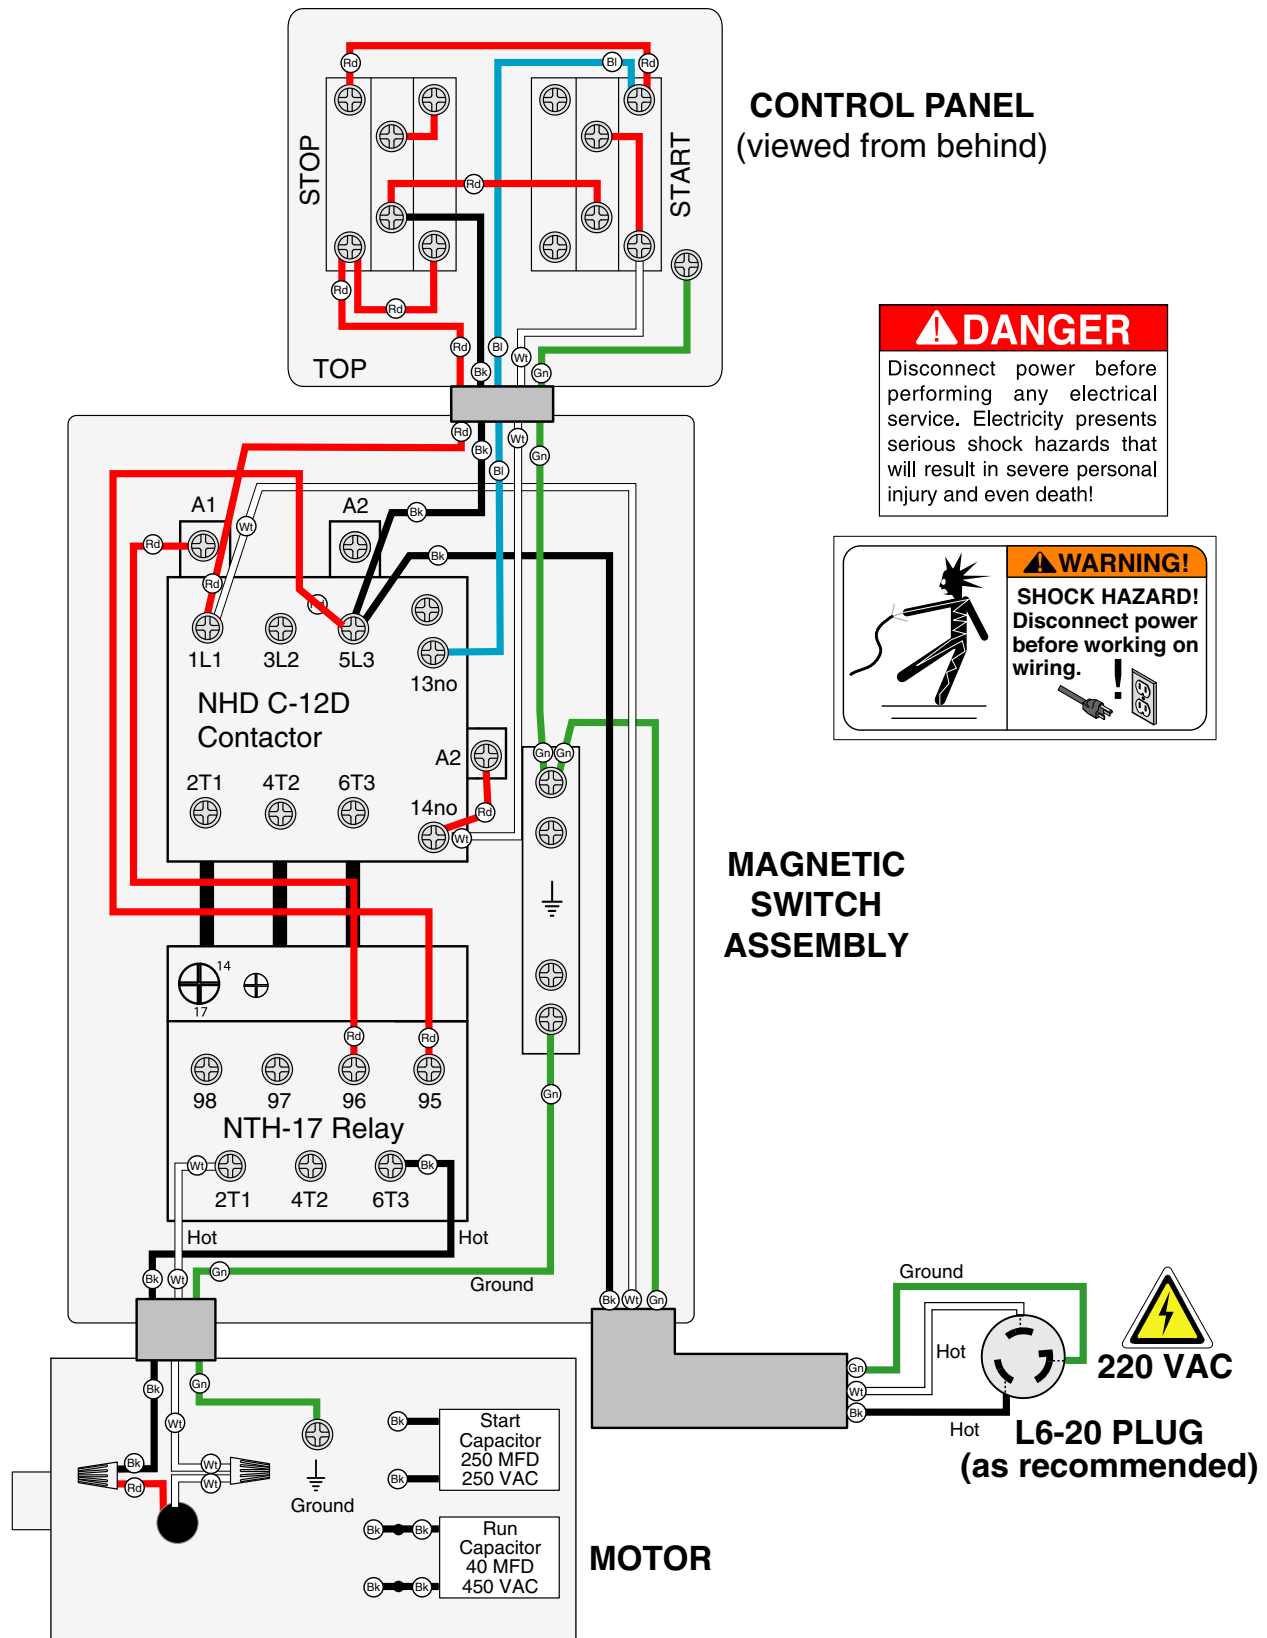 Rd
Bl
Rd
CONTROL PANEL
(viewed from behind)
STOP
START
Rd
Rd
Rd
Rd
Bl
Wt
Bk
Gn
TOP
DANGER
Disconnect power before
performing any electrical
service. Electricity presents
serious shock hazards that
will result in severe personal
injury and even death!
Rd
Wt
Bk
Gn
Bl
A1
A2
Bk
Wt
Rd
Bk
Rd
Rd
1L1
3L2
5L3
13no
WARNING!
SHOCK HAZARD!
Disconnect power
before working on
wiring.
!
NHD C-12D
Contactor
A2
Gn
Gn
2T1
4T2
6T3
14no
Rd
Wt
MAGNETIC
SWITCH
ASSEMBLY
14
17
Rd
Rd
98
97
96
95
Gn
NTH-17 Relay
Wt
Bk
2T1
4T2
6T3
Hot
Hot
Bk
Wt
Gn
Ground
Bk
Wt
Gn
Ground
Hot
Gn
Wt
Bk
Hot
220 VAC
L6-20 PLUG
(as recommended)
Bk
Gn
Wt
Bk
Rd
Wt
Wt
Ground
Bk
Bk
Start
Capacitor
250 MFD
250 VAC
Bk
Bk
Bk
Bk
Run
Capacitor
40 MFD
450 VAC
MOTOR